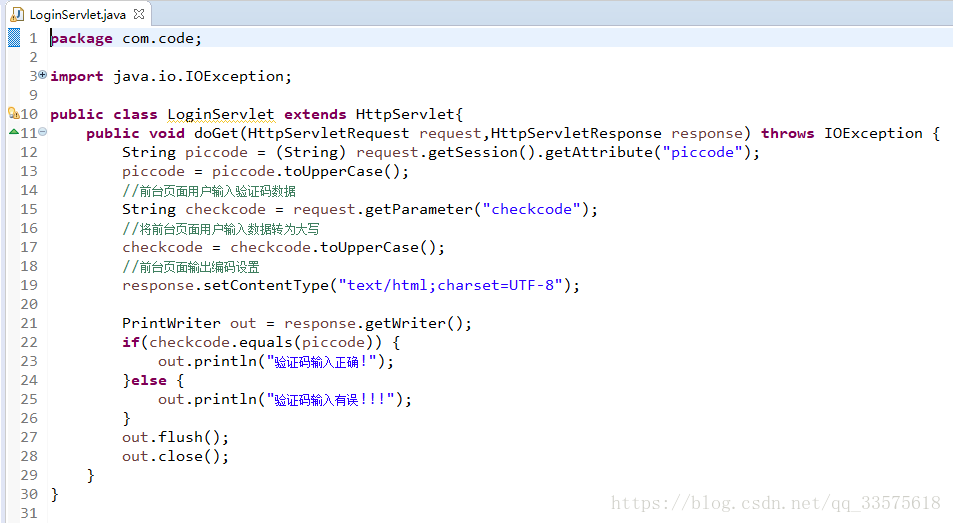 LoginServlet.java
1 package com.code;
2
3 import java.io.IOException;
9
10 public class LoginServlet extends HttpServlet{
11 public void doGet(HttpServletRequest request,HttpServletResponse response) throws IOException {
12 String piccode = (String) request.getSession().getAttribute("piccode");
13 piccode = piccode.toUpperCase();
14 //前台页面用户输入验证码数据
15 String checkcode = request.getParameter("checkcode");
16 //将前台页面用户输入数据转为大写
17 checkcode = checkcode.toUpperCase();
18 //前台页面输出编码设置
19 response.setContentType("text/html;charset=UTF-8");
20
21 PrintWriter out = response.getWriter();
22 if(checkcode.equals(piccode)) {
23 out.println("验证码输入正确!");
24 }else {
25 out.println("验证码输入有误!!!");
26 }
27 out.flush();
28 out.close();
29 }
30 }
31
https://blog.csdn.net/qq_33575618